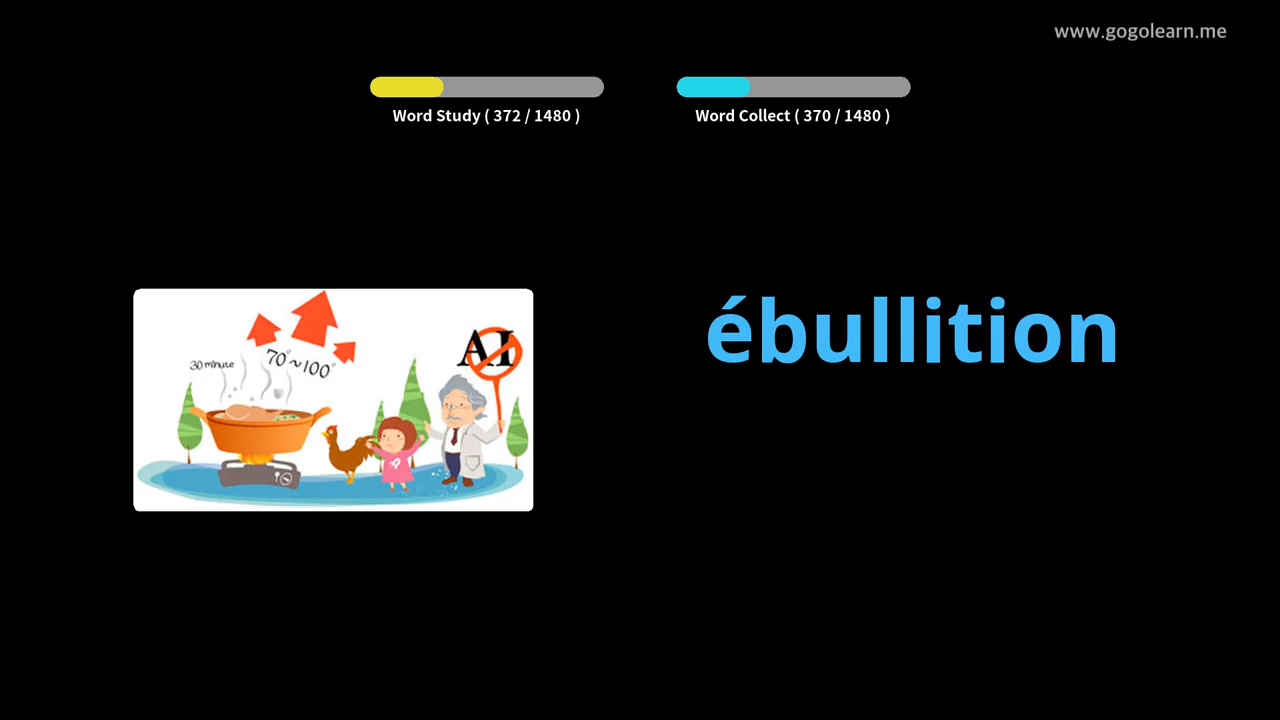 www.gogolearn.me
Word Study ( 372 / 1480 )
Word Collect ( 370 / 1480 )
ébullition
30 minute
70°~100°
AI